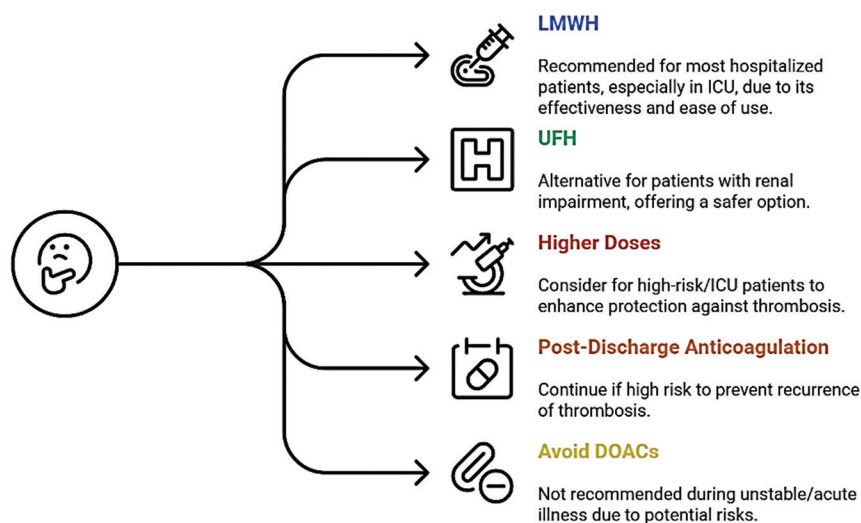 LMWH
Recommended for most hospitalized
patients, especially in ICU, due to its
effectiveness and ease of use.
UFH
Alternative for patients with renal
impairment, offering a safer option.
Higher Doses
Consider for high-risk/ICU patients to
enhance protection against thrombosis.
Post-Discharge Anticoagulation
Continue if high risk to prevent recurrence
of thrombosis.
Avoid DOACs
Not recommended during unstable/acute
illness due to potential risks.